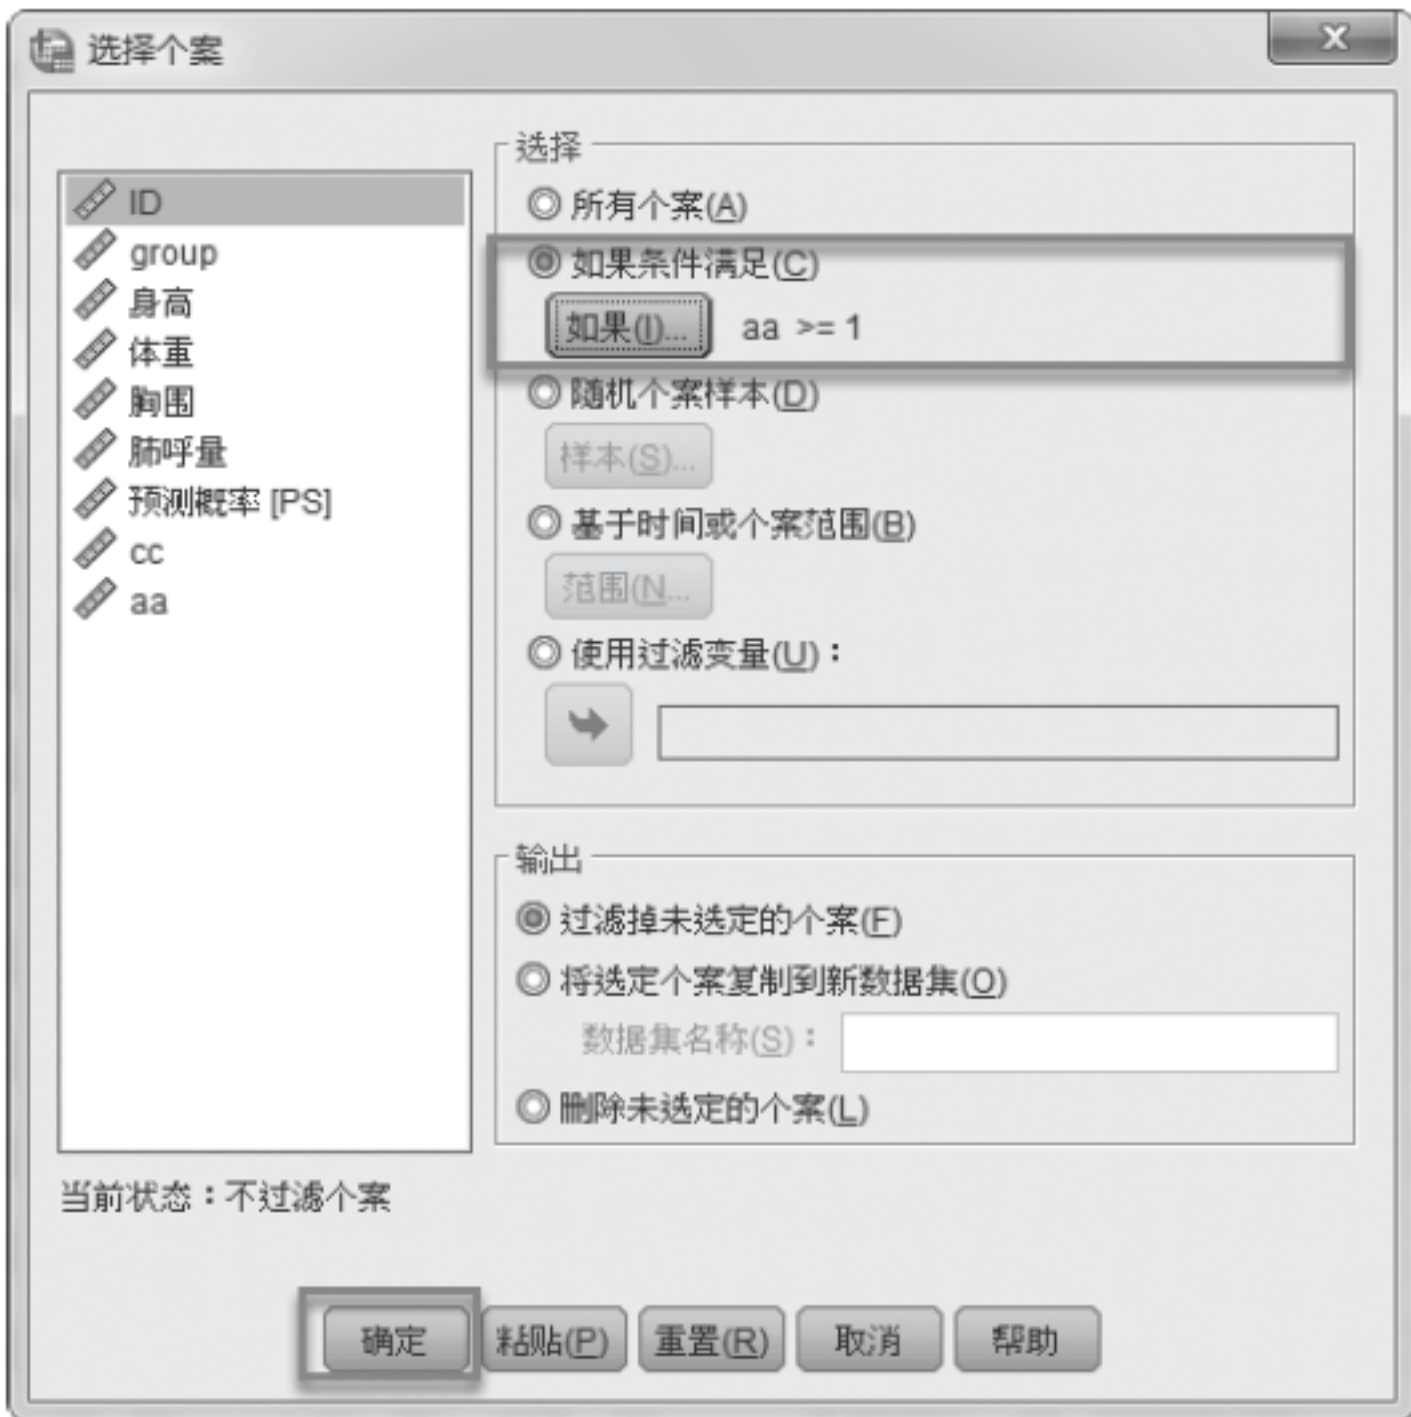 选择个案
ID
group
身高
体重
胸围
肺呼量
预测概率 [PS]
cc
aa
当前状态：不过滤个案
选择
所有个案(A)
如果条件满足(C)
如果(I)... aa >= 1
随机个案样本(D)
样本(S)...
基于时间或个案范围(B)
范围(N...
使用过滤变量(U)：
输出
过滤掉未选定的个案(F)
将选定个案复制到新数据集(O)
数据集名称(S)：
删除未选定的个案(L)
确定 粘贴(P) 重置(R) 取消 帮助